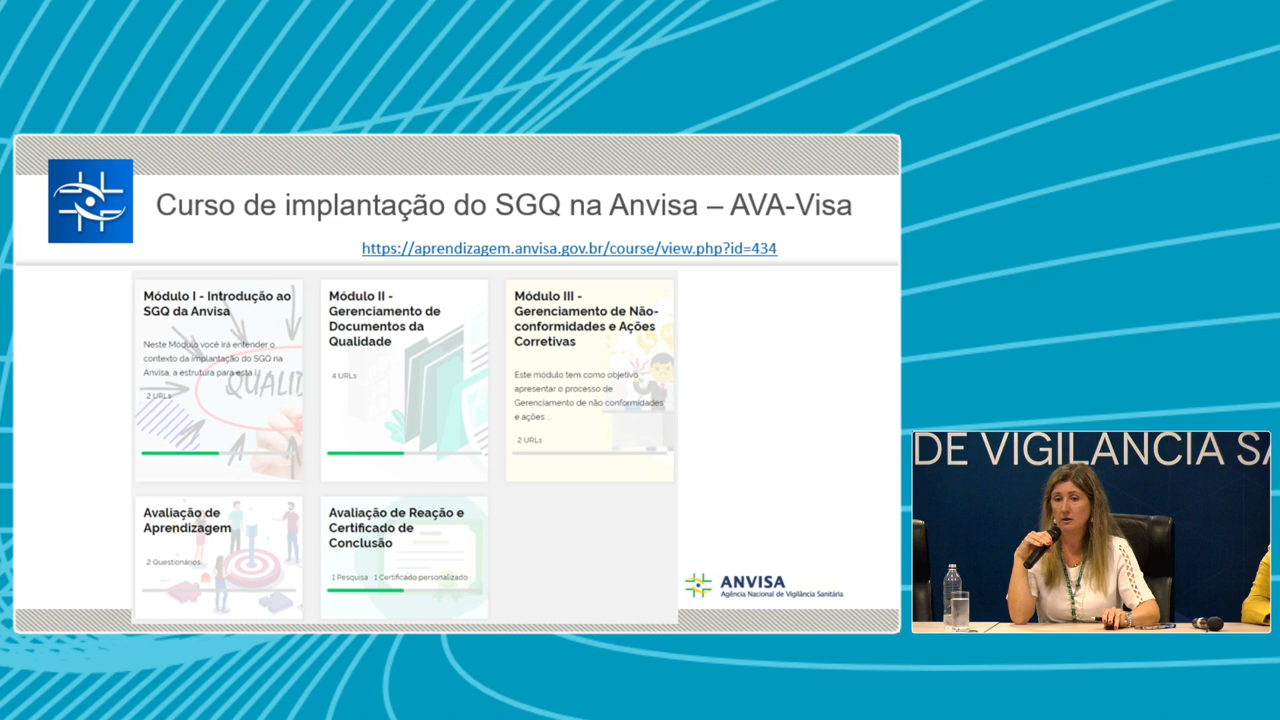 Curso de implantação do SGQ na Anvisa – AVA-Visa
https://aprendizagem.anvisa.gov.br/course/view.php?id=434
Módulo I - Introdução ao
SGQ da Anvisa
Neste Módulo você irá entender o
contexto da implantação do SGQ na
Anvisa, a estrutura para esta i...
2 URLs
QUALI
Módulo II -
Gerenciamento de
Documentos da
Qualidade
4 URLs
Módulo III -
Gerenciamento de Não-
conformidades e Ações
Corretivas
Este módulo tem como objetivo
apresentar o processo de
Gerenciamento de não conformidades
e ações ...
2 URLs
Avaliação de
Aprendizagem
2 Questionários
Avaliação de Reação e
Certificado de
Conclusão
1 Pesquisa 1 Certificado personalizado
ANVISA
Agência Nacional de Vigilância Sanitária
DE VIGILÂNCIA SA